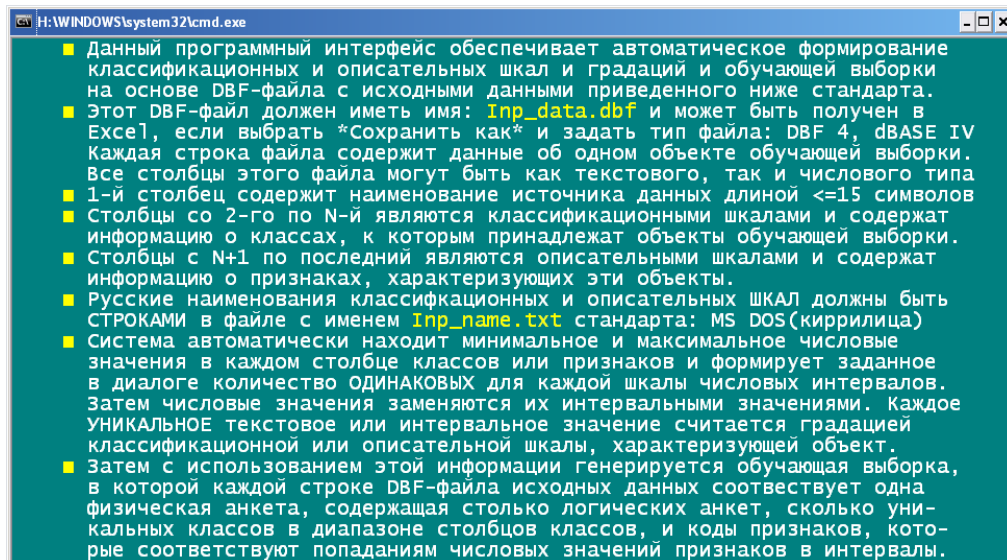 H:\WINDOWS\system32\cmd.exe
Данный программный интерфейс обеспечивает автоматическое формирование
классификационных и описательных шкал и градаций и обучающей выборки
на основе DBF-файла с исходными данными приведенного ниже стандарта.
Этот DBF-файл должен иметь имя: Inp_data.dbf и может быть получен в
Excel, если выбрать *Сохранить как* и задать тип файла: DBF 4, dBASE IV
Каждая строка файла содержит данные об одном объекте обучающей выборки.
Все столбцы этого файла могут быть как текстового, так и числового типа
1-й столбец содержит наименование источника данных длиной <=15 символов
Столбцы со 2-го по N-й являются классификационными шкалами и содержат
информацию о классах, к которым принадлежат объекты обучающей выборки.
Столбцы с N+1 по последний являются описательными шкалами и содержат
информацию о признаках, характеризующих эти объекты.
Русские наименования классифкационных и описательных ШКАЛ должны быть
СТРОКАМИ в файле с именем Inp_name.txt стандарта: MS DOS(киррилица)
Система автоматически находит минимальное и максимальное числовые
значения в каждом столбце классов или признаков и формирует заданное
в диалоге количество ОДИНАКОВЫХ для каждой шкалы числовых интервалов.
Затем числовые значения заменяются их интервальными значениями. Каждое
УНИКАЛЬНОЕ текстовое или интервальное значение считается градацией
классификационной или описательной шкалы, характеризующей объект.
Затем с использованием этой информации генерируется обучающая выборка,
в которой каждой строке DBF-файла исходных данных соотвествует одна
физическая анкета, содержащая столько логических анкет, сколько уни-
кальных классов в диапазоне столбцов классов, и коды признаков, кото-
рые соответствуют попаданиям числовых значений признаков в интервалы.